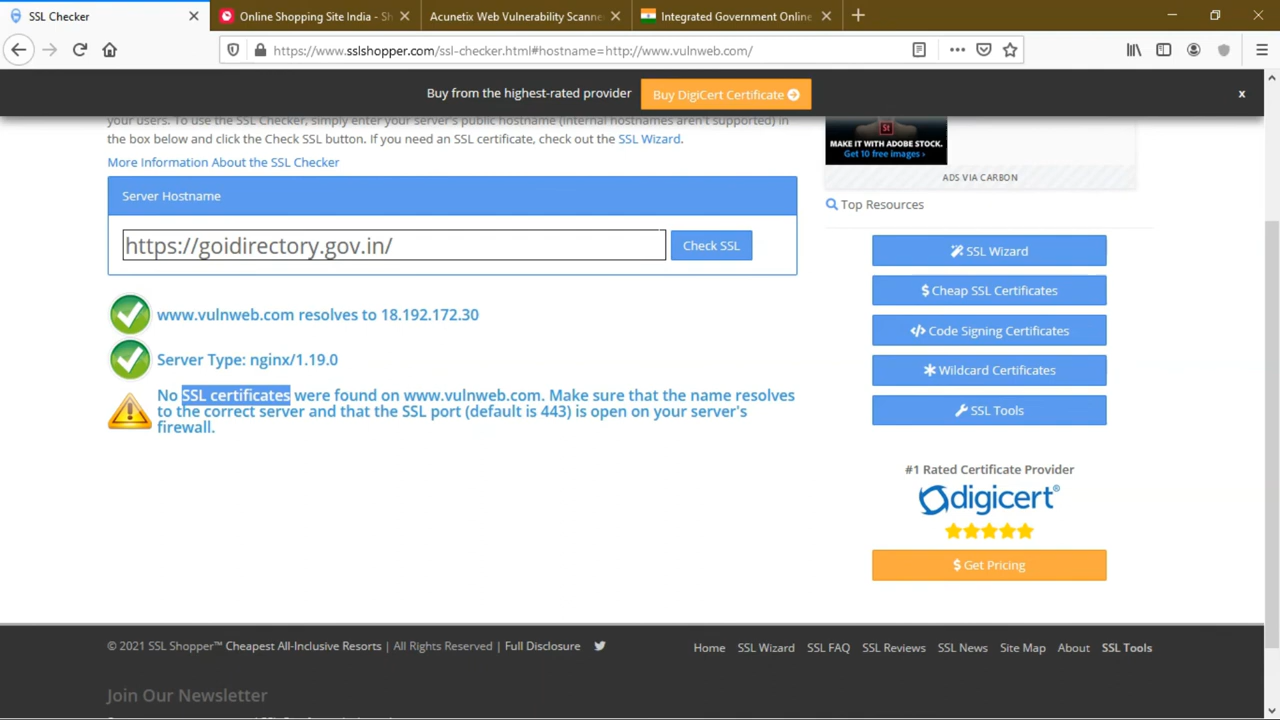 SSL Checker
Online Shopping Site India - Sh
Acunetix Web Vulnerability Scanne
Integrated Government Online
https://www.sslshopper.com/ssl-checker.html#hostname=http://www.vulnweb.com/
Buy from the highest-rated provider
Buy DigiCert Certificate
x
your users. To use the SSL Checker, simply enter your server's public hostname (internal hostnames aren't supported) in
the box below and click the Check SSL button. If you need an SSL certificate, check out the SSL Wizard.
More Information About the SSL Checker
Server Hostname
https://goidirectory.gov.in/
Check SSL
www.vulnweb.com resolves to 18.192.172.30
Server Type: nginx/1.19.0
No SSL certificates were found on www.vulnweb.com. Make sure that the name resolves
to the correct server and that the SSL port (default is 443) is open on your server's
firewall.
St
MAKE IT WITH ADOBE STOCK.
Get 10 free images ›
ADS VIA CARBON
Top Resources
SSL Wizard
$ Cheap SSL Certificates
</> Code Signing Certificates
Wildcard Certificates
SSL Tools
#1 Rated Certificate Provider
digicert®
$ Get Pricing
© 2021 SSL Shopper™ Cheapest All-Inclusive Resorts | All Rights Reserved | Full Disclosure
Home SSL Wizard SSL FAQ SSL Reviews SSL News Site Map About SSL Tools
Join Our Newsletter